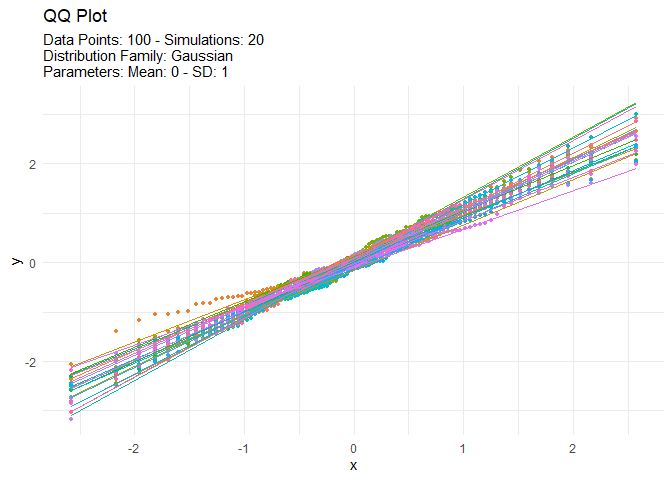 QQ Plot
Data Points: 100 - Simulations: 20
Distribution Family: Gaussian
Parameters: Mean: 0 - SD: 1
y
2
0
-2
-2
-1
0
1
2
x